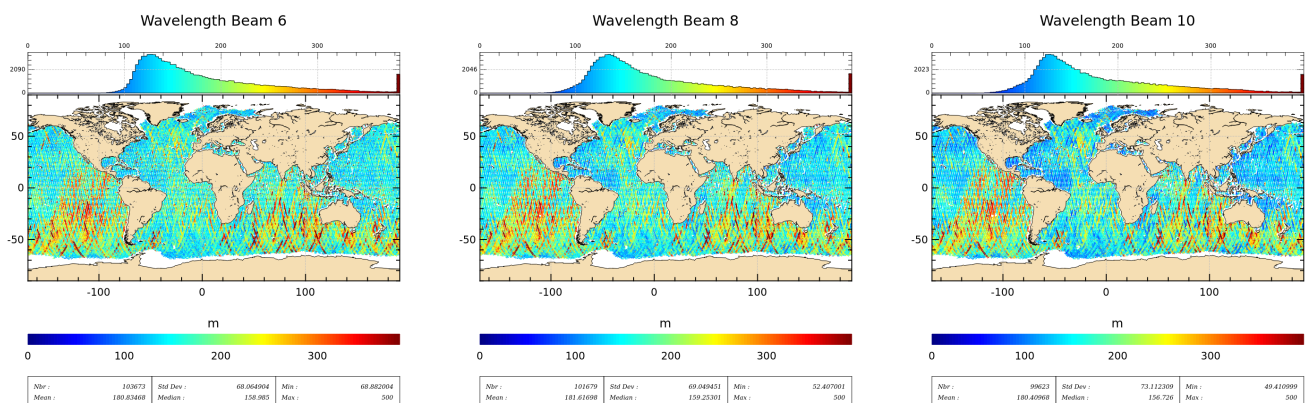 Wavelength Beam 6
0 100 200 300
2090
0
50
0
-50
-100 0 100
m
0 100 200 300
Nbr : 103673 Std Dev : 68.064904 Min : 68.882004
Mean : 180.83468 Median : 158.985 Max : 500
Wavelength Beam 8
0 100 200 300
2046
0
50
0
-50
-100 0 100
m
0 100 200 300
Nbr : 101679 Std Dev : 69.049451 Min : 52.407001
Mean : 181.61698 Median : 159.25301 Max : 500
Wavelength Beam 10
0 100 200 300
2023
0
50
0
-50
-100 0 100
m
0 100 200 300
Nbr : 99623 Std Dev : 73.112309 Min : 49.410999
Mean : 180.40968 Median : 156.726 Max : 500